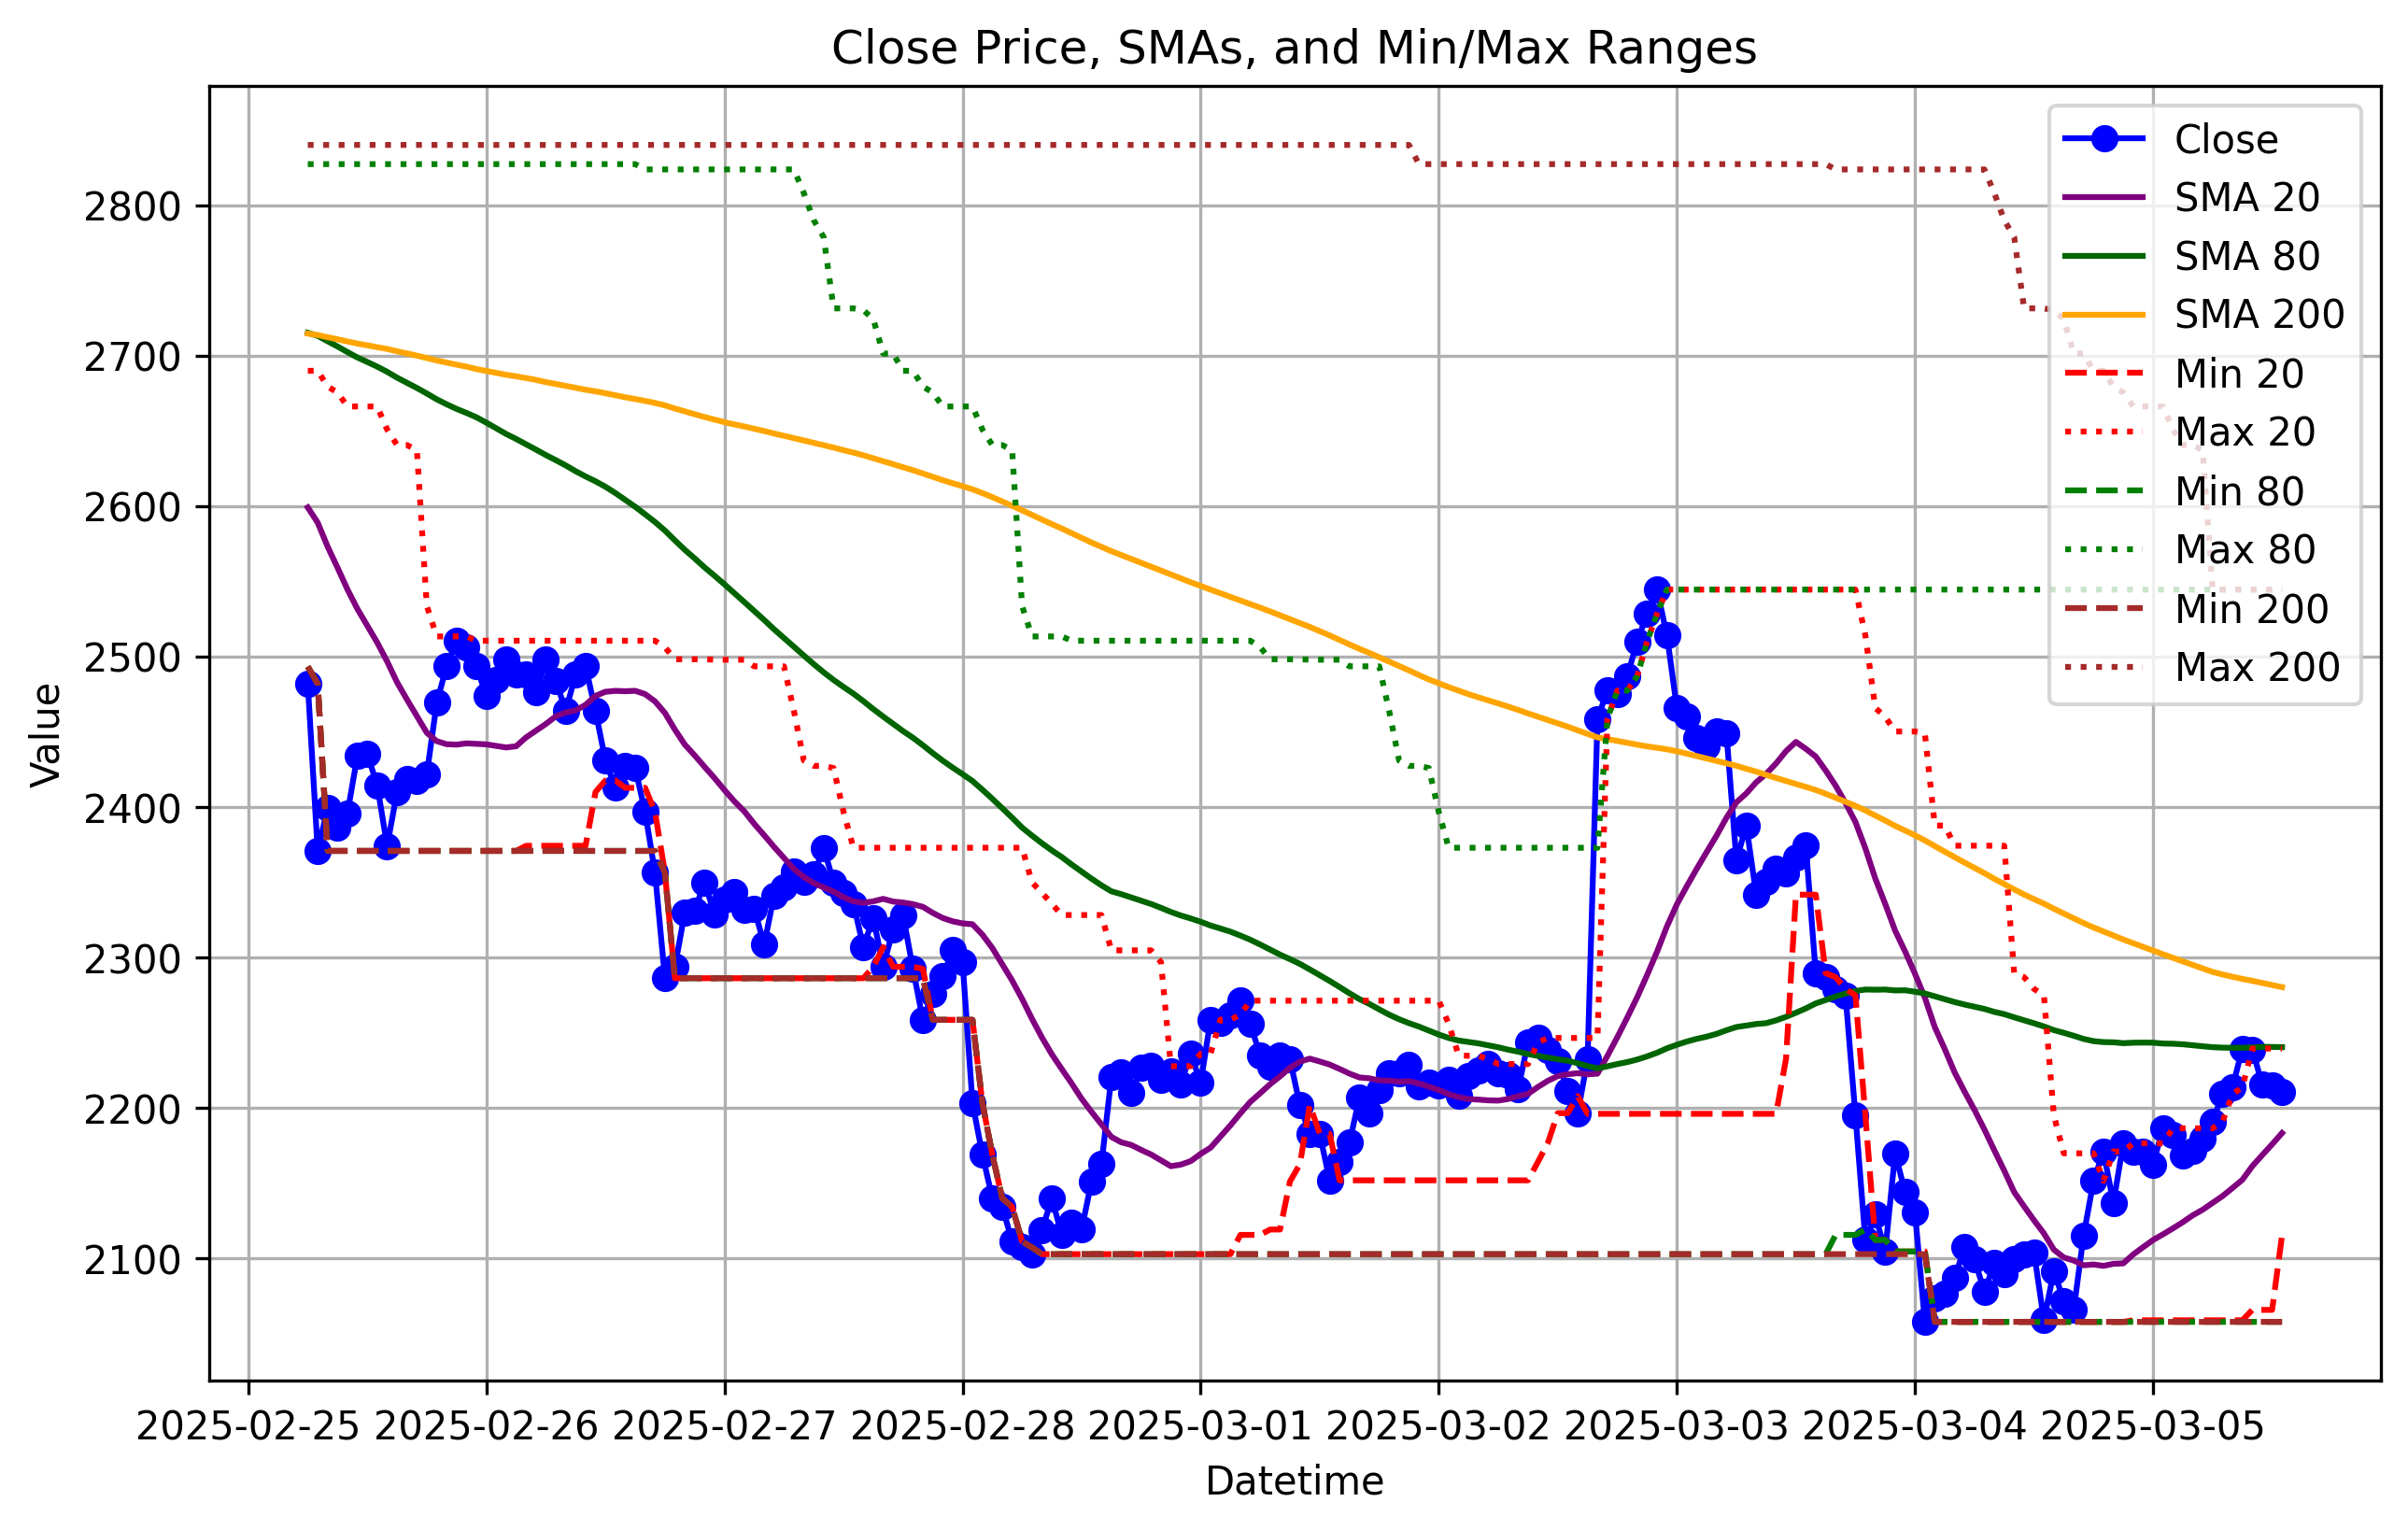 Close Price, SMAs, and Min/Max Ranges
Value
2800
2700
2600
2500
2400
2300
2200
2100
Close
SMA 20
SMA 80
SMA 200
Min 20
Max 20
Min 80
Max 80
Min 200
Max 200
2025-02-25 2025-02-26 2025-02-27 2025-02-28 2025-03-01 2025-03-02 2025-03-03 2025-03-04 2025-03-05
Datetime